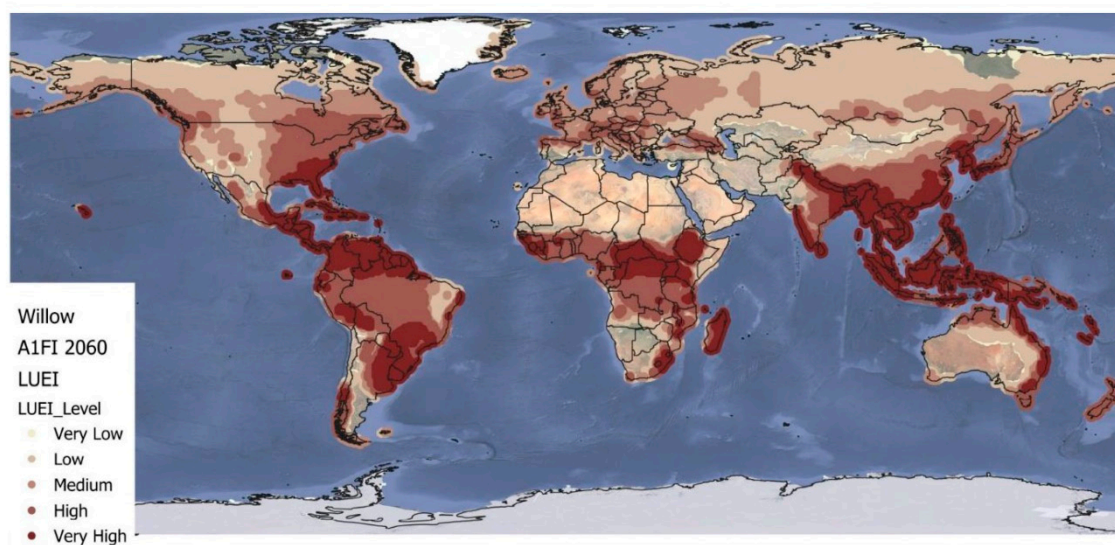 Willow
A1FI 2060
LUEI
LUEI_Level
Very Low
Low
Medium
High
Very High